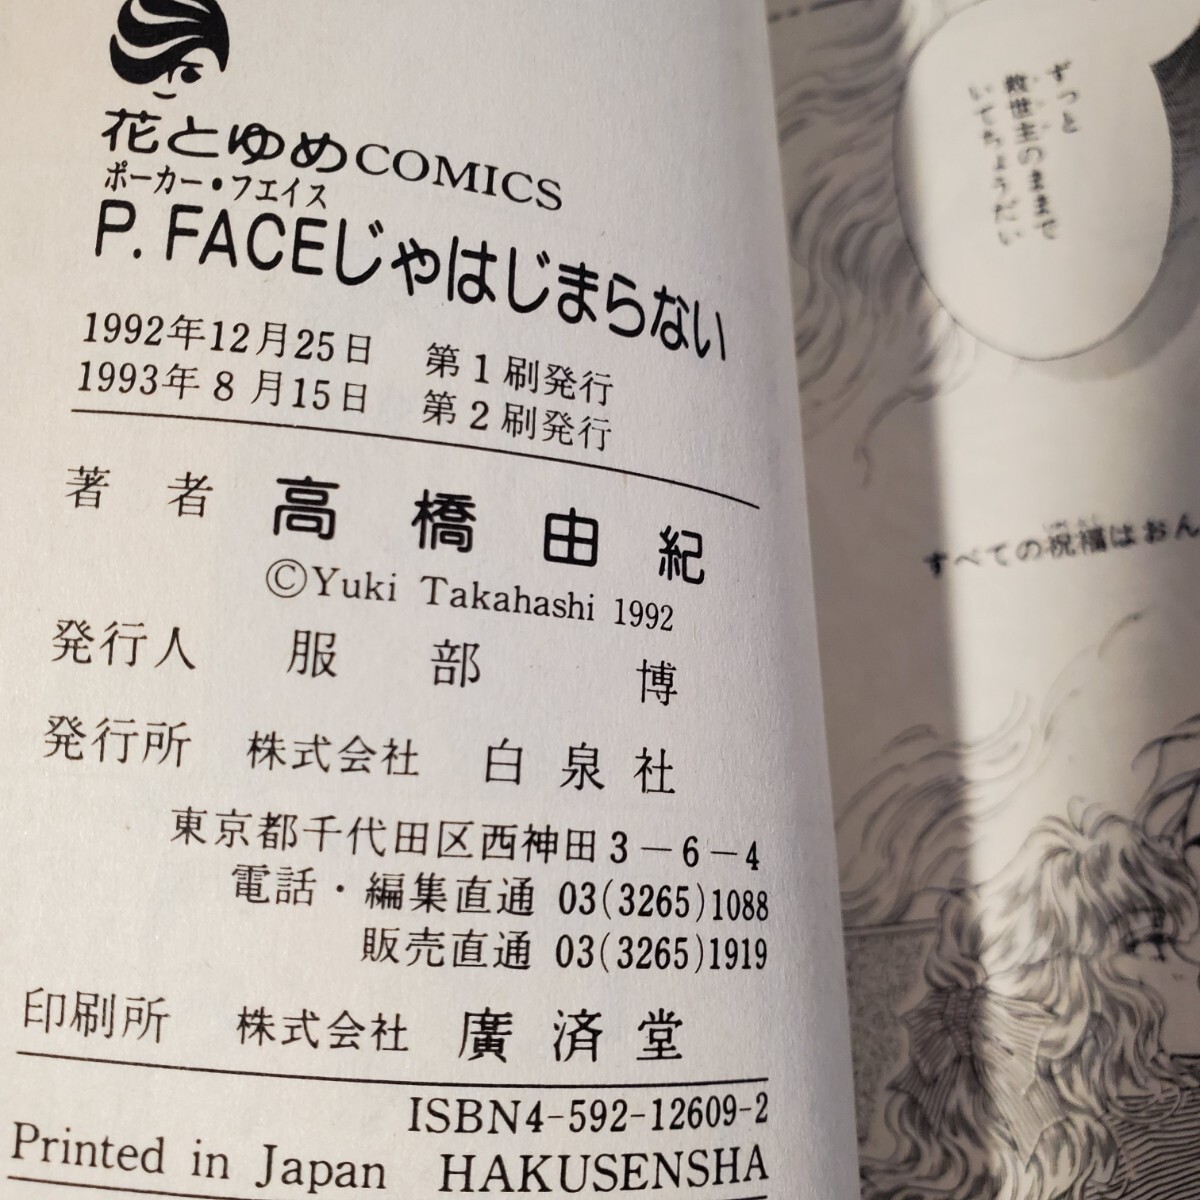 花とゆめCOMICS
ポーカー・フェイス
P. FACEじゃはじまらない
1992年12月25日 第1刷発行
1993年8月15日 第2刷発行
著者 高橋由紀
©Yuki Takahashi 1992
発行人 服部 博
発行所 株式会社 白泉社
東京都千代田区西神田3-6-4
電話・編集直通 03(3265)1088
販売直通 03(3265)1919
印刷所 株式会社 廣済堂
ISBN4-592-12609-2
Printed in Japan HAKUSENSHA
ずっと
救世主のままで
いてちょうだい
すべての祝福はおん